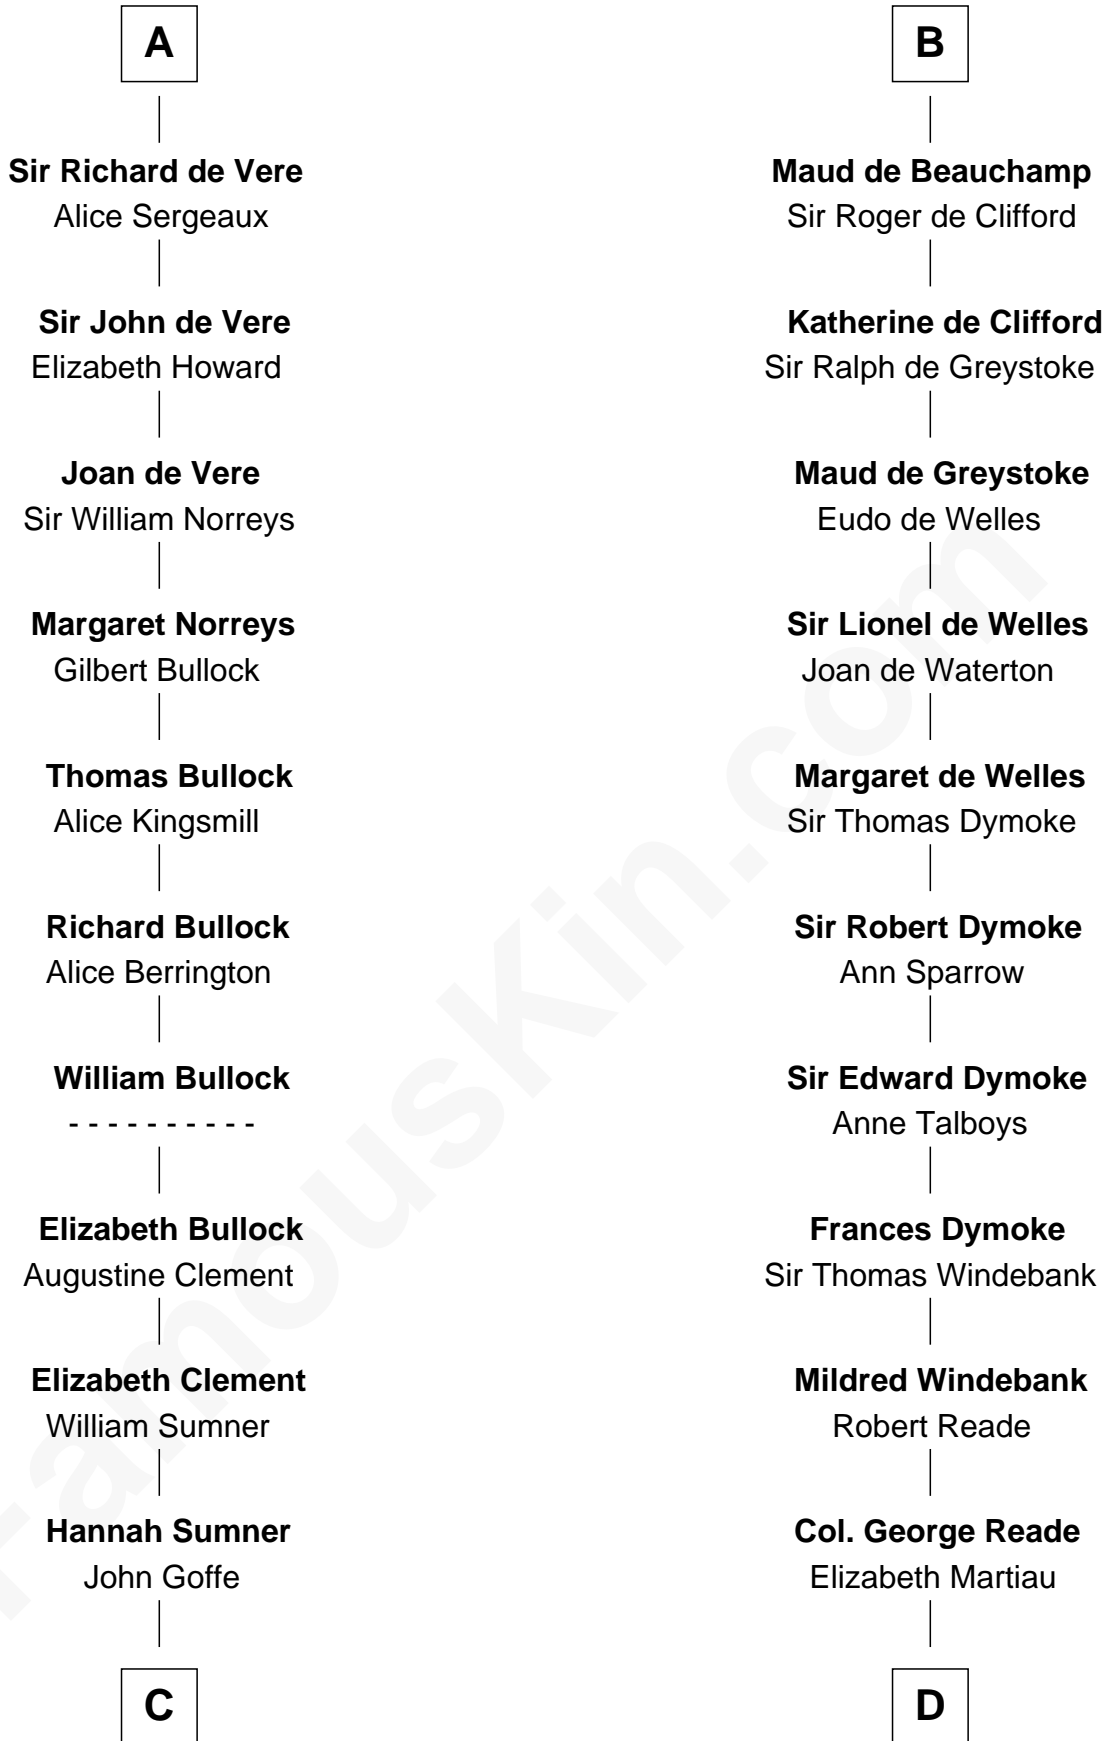 A
Sir Richard de Vere
Alice Sergeaux
Sir John de Vere
Elizabeth Howard
Joan de Vere
Sir William Norreys
Margaret Norreys
Gilbert Bullock
Thomas Bullock
Alice Kingsmill
Richard Bullock
Alice Berrington
William Bullock
- - - - - - - - - -
Elizabeth Bullock
Augustine Clement
Elizabeth Clement
William Sumner
Hannah Sumner
John Goffe
C
B
Maud de Beauchamp
Sir Roger de Clifford
Katherine de Clifford
Sir Ralph de Greystoke
Maud de Greystoke
Eudo de Welles
Sir Lionel de Welles
Joan de Waterton
Margaret de Welles
Sir Thomas Dymoke
Sir Robert Dymoke
Ann Sparrow
Sir Edward Dymoke
Anne Talboys
Frances Dymoke
Sir Thomas Windebank
Mildred Windebank
Robert Reade
Col. George Reade
Elizabeth Martiau
D
FamousKin.com